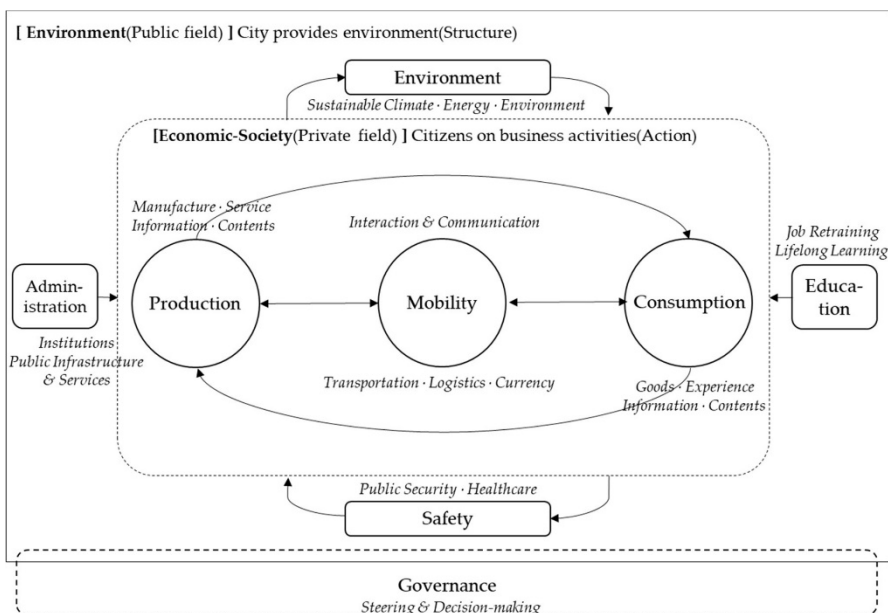 [ Environment(Public field) ] City provides environment(Structure)
Environment
Sustainable Climate · Energy · Environment
[Economic-Society(Private field) ] Citizens on business activities(Action)
Manufacture · Service
Information · Contents
Interaction & Communication
Job Retraining
Lifelong Learning
Admin-
istration
Production
Mobility
Consumption
Educa-
tion
Institutions
Public Infrastructure
& Services
Transportation · Logistics · Currency
Goods · Experience
Information · Contents
Public Security · Healthcare
Safety
Governance
Steering & Decision-making